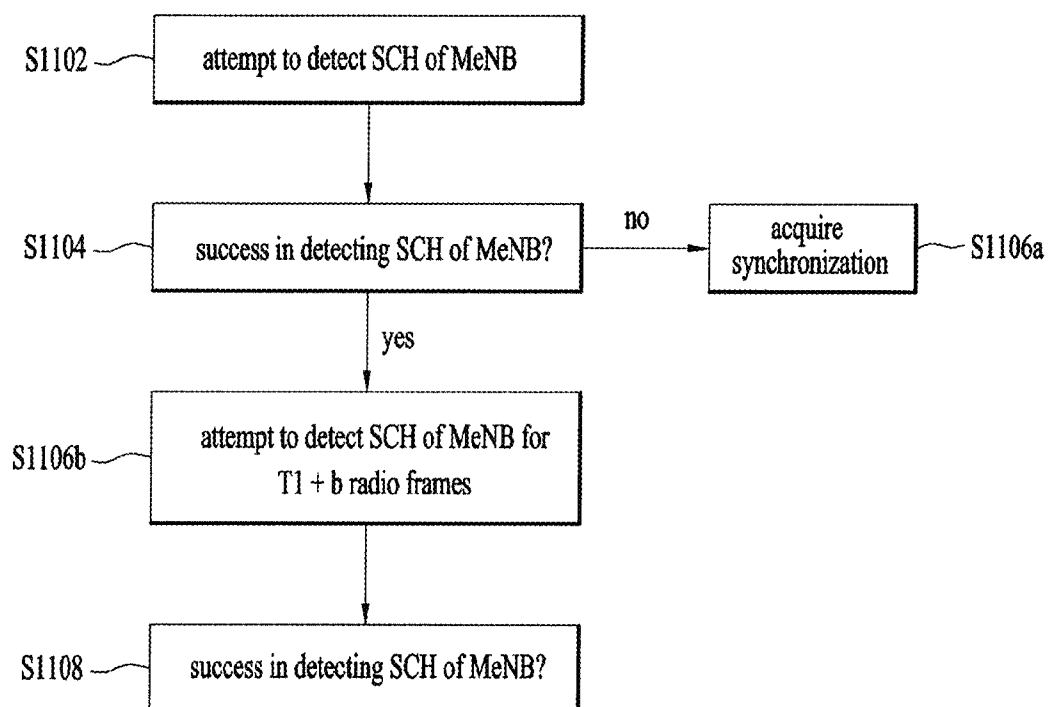 S1102
attempt to detect SCH of MeNB
S1104
success in detecting SCH of MeNB?
no
acquire
synchronization
S1106a
yes
S1106b
attempt to detect SCH of MeNB for
T1 + b radio frames
S1108
success in detecting SCH of MeNB?